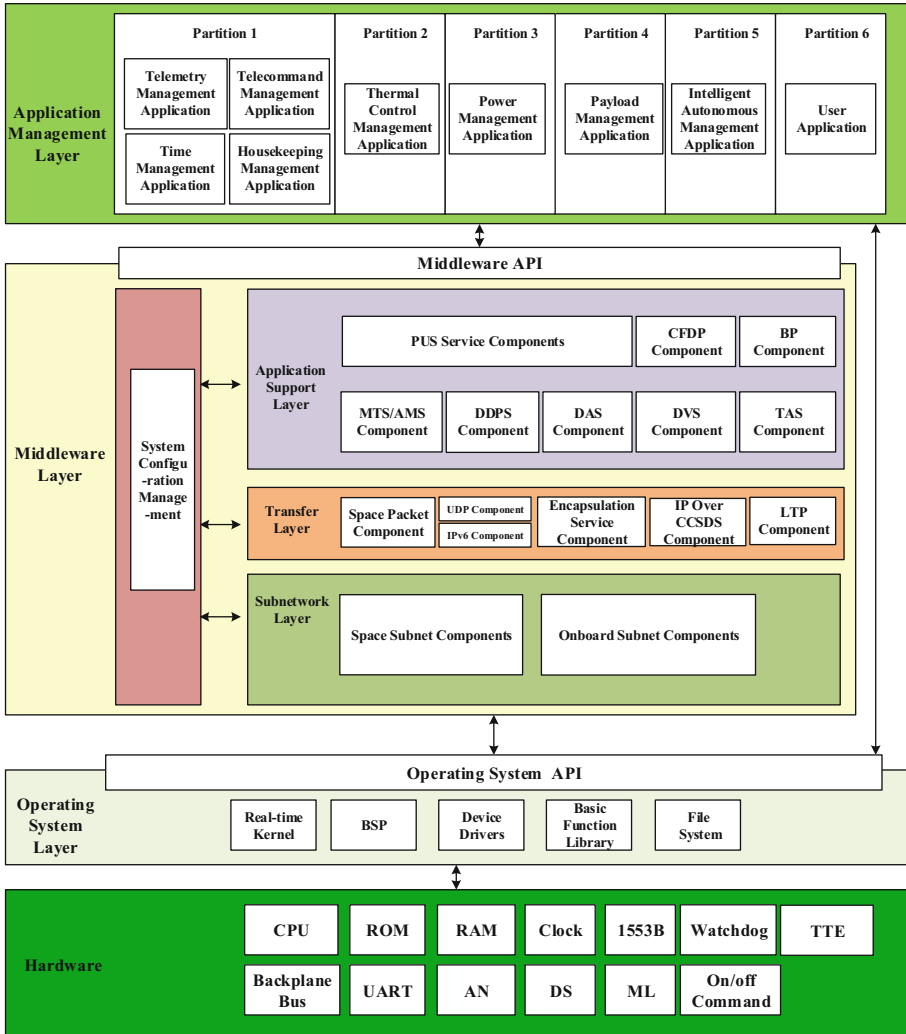 Partition 1
Partition 2
Partition 3
Partition 4
Partition 5
Partition 6
Application
Management
Layer
Telemetry
Management
Application
Telecommand
Management
Application
Time
Management
Application
Housekeeping
Management
Application
Thermal
Control
Management
Application
Power
Management
Application
Payload
Management
Application
Intelligent
Autonomous
Management
Application
User
Application
Middleware API
Middleware
Layer
System
Configu
-ration
Manage
-ment
Application
Support
Layer
PUS Service Components
CFDP
Component
BP
Component
MTS/AMS
Component
DDPS
Component
DAS
Component
DVS
Component
TAS
Component
Transfer
Layer
Space Packet
Component
UDP Component
IPv6 Component
Encapsulation
Service
Component
IP Over
CCSDS
Component
LTP
Component
Subnetwork
Layer
Space Subnet Components
Onboard Subnet Components
Operating System API
Operating
System
Layer
Real-time
Kernel
BSP
Device
Drivers
Basic
Function
Library
File
System
Hardware
CPU
ROM
RAM
Clock
1553B
Watchdog
TTE
Backplane
Bus
UART
AN
DS
ML
On/off
Command